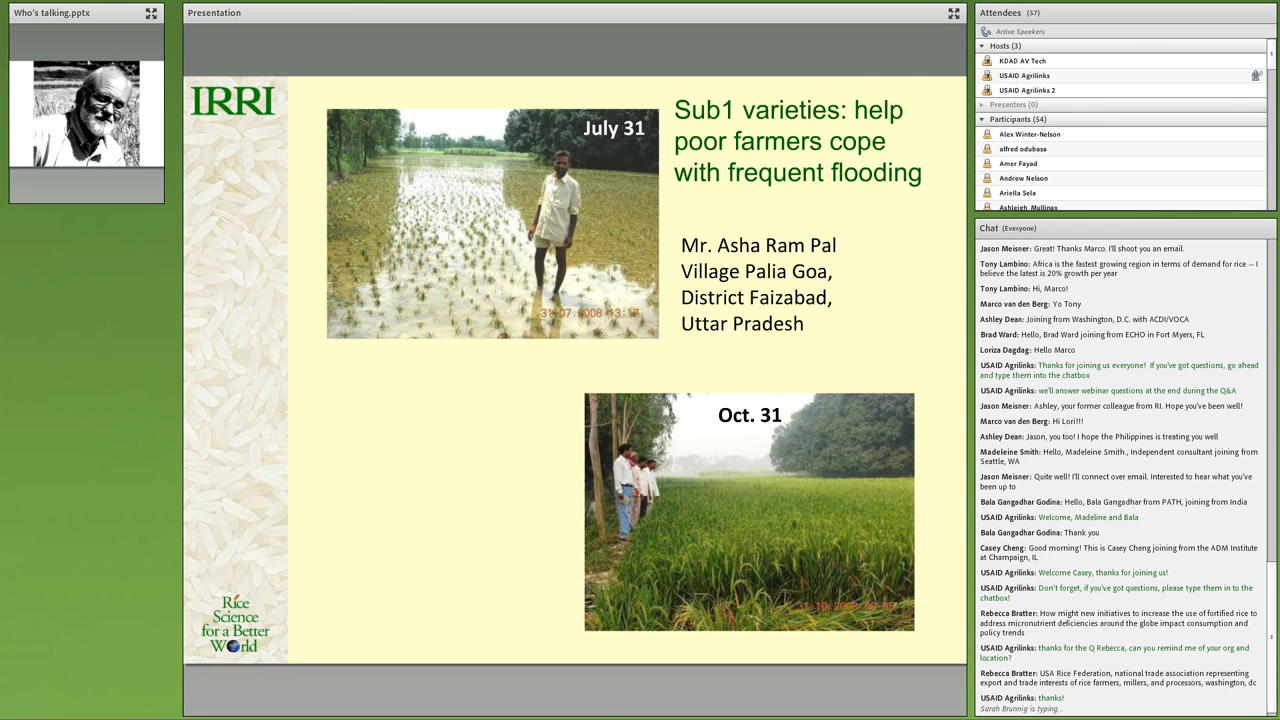 Who's talking.pptx
Presentation
IRRI
July 31
31-07-2008 13:17
Sub1 varieties: help
poor farmers cope
with frequent flooding
Mr. Asha Ram Pal
Village Palia Goa,
District Faizabad,
Uttar Pradesh
Oct. 31
Rice
Science
for a Better
World
Attendees (57)
Active Speakers
Hosts (3)
KDAD AV Tech
USAID Agrilinks
USAID Agrilinks 2
Presenters (0)
Participants (54)
Alex Winter-Nelson
alfred odubasa
Amer Fayad
Andrew Nelson
Ariella Sela
Ashleigh Mullinax
Chat (Everyone)
Jason Meisner: Great! Thanks Marco. I'll shoot you an email.
Tony Lambino: Africa is the fastest growing region in terms of demand for rice -- I
believe the latest is 20% growth per year
Tony Lambino: Hi, Marco!
Marco van den Berg: Yo Tony
Ashley Dean: Joining from Washington, D.C. with ACDI/VOCA
Brad Ward: Hello, Brad Ward joining from ECHO in Fort Myers, FL
Loriza Dagdag: Hello Marco
USAID Agrilinks: Thanks for joining us everyone! If you've got questions, go ahead
and type them into the chatbox
USAID Agrilinks: we'll answer webinar questions at the end during the Q&A
Jason Meisner: Ashley, your former colleague from RI. Hope you've been well!
Marco van den Berg: Hi Lori!!!
Ashley Dean: Jason, you too! I hope the Philippines is treating you well
Madeleine Smith: Hello, Madeleine Smith., Independent consultant joining from
Seattle, WA
Jason Meisner: Quite well! I'll connect over email. Interested to hear what you've
been up to
Bala Gangadhar Godina: Hello, Bala Gangadhar from PATH, joining from India
USAID Agrilinks: Welcome, Madeline and Bala
Bala Gangadhar Godina: Thank you
Casey Cheng: Good morning! This is Casey Cheng joining from the ADM Institute
at Champaign, IL
USAID Agrilinks: Welcome Casey, thanks for joining us!
USAID Agrilinks: Don't forget, if you've got questions, please type them in to the
chatbox!
Rebecca Bratter: How might new initiatives to increase the use of fortified rice to
address micronutrient deficiencies around the globe impact consumption and
policy trends
USAID Agrilinks: thanks for the Q Rebecca, can you remind me of your org and
location?
Rebecca Bratter: USA Rice Federation, national trade association representing
export and trade interests of rice farmers, millers, and processors, washington, dc
USAID Agrilinks: thanks!
Sarah Brunnig is typing...